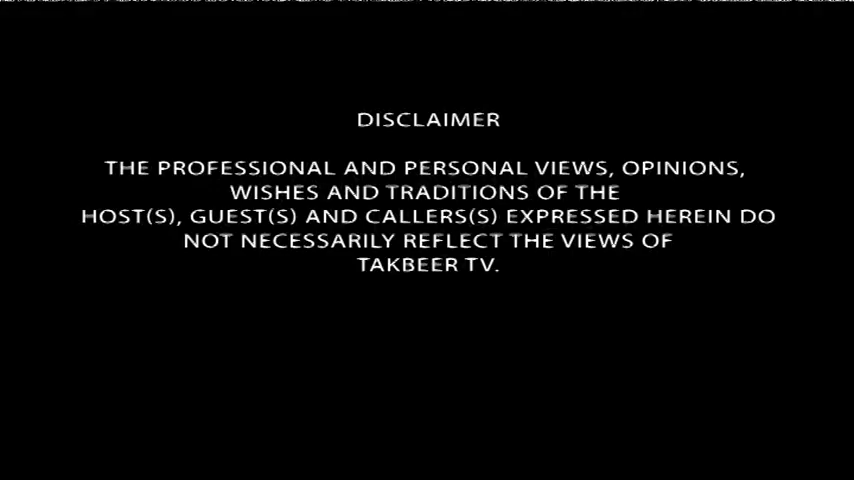 DISCLAIMER
THE PROFESSIONAL AND PERSONAL VIEWS, OPINIONS,
WISHES AND TRADITIONS OF THE
HOST(S), GUEST(S) AND CALLERS(S) EXPRESSED HEREIN DO
NOT NECESSARILY REFLECT THE VIEWS OF
TAKBEER TV.